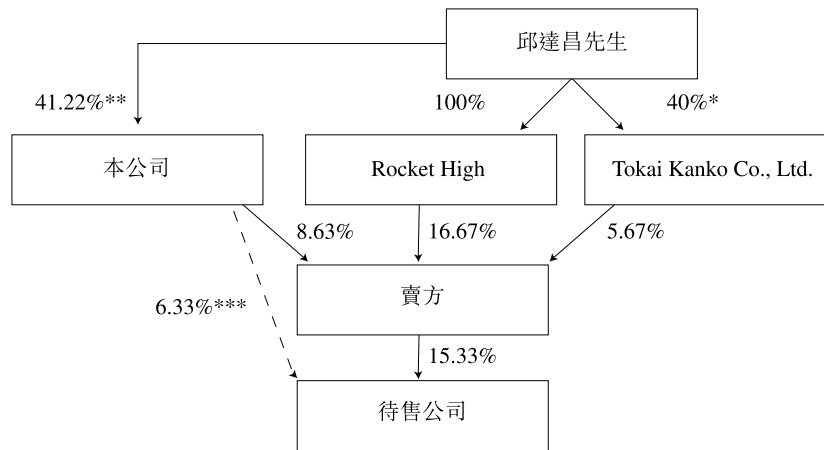 邱達昌先生
41.22%**
100%
40%*
本公司
Rocket High
Tokai Kanko Co., Ltd.
8.63%
16.67%
5.67%
賣方
6.33%***
15.33%
待售公司